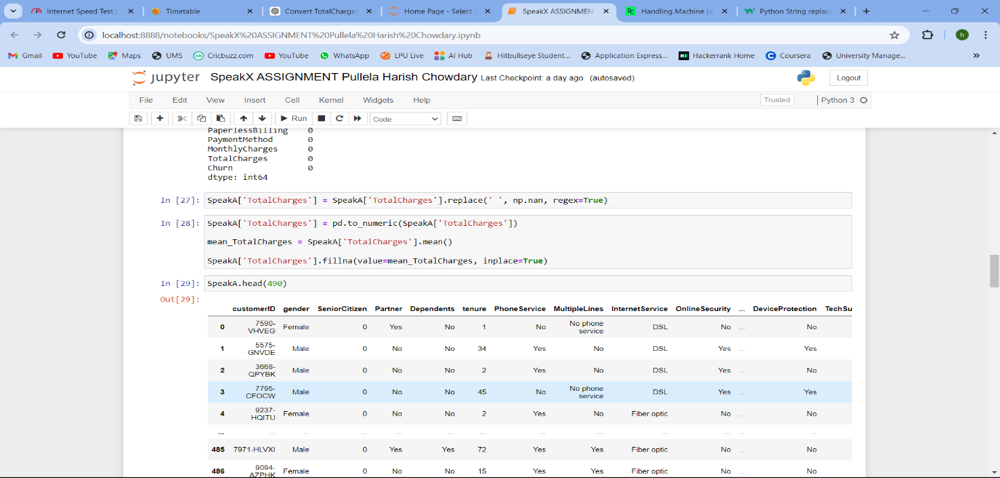 Internet Speed Test | Timetable Convert TotalCharge Home Page - Select SpeakX ASSIGNMEN Handling Machine Le Python String replac
localhost:8888/notebooks/SpeakX%20ASSIGNMENT%20Pullela%20Harish%20Chowdary.ipynb h
Gmail YouTube Maps UMS Cricbuzz.com YouTube WhatsApp LPU Live AI Hub Hitbullseye Student... Application Express... Hackerrank Home Coursera University Manage... »
jupyter SpeakX ASSIGNMENT Pullela Harish Chowdary Last Checkpoint: a day ago (autosaved) Logout
File Edit View Insert Cell Kernel Widgets Help Trusted Python 3
Run Code
PaperlessBilling 0
PaymentMethod 0
MonthlyCharges 0
TotalCharges 0
Churn 0
dtype: int64
In [27]: SpeakA['TotalCharges'] = SpeakA['TotalCharges'].replace(' ', np.nan, regex=True)
In [28]: SpeakA['TotalCharges'] = pd.to_numeric(SpeakA['TotalCharges'])
mean_TotalCharges = SpeakA['TotalCharges'].mean()
SpeakA['TotalCharges'].fillna(value=mean_TotalCharges, inplace=True)
In [29]: SpeakA.head(490)
Out[29]:
customerID gender SeniorCitizen Partner Dependents tenure PhoneService MultipleLines InternetService OnlineSecurity ... DeviceProtection TechSu
0 7590-VHVEG Female 0 Yes No 1 No No phone service DSL No ... No
1 5575-GNVDE Male 0 No No 34 Yes No DSL Yes ... Yes
2 3668-QPYBK Male 0 No No 2 Yes No DSL Yes ... No
3 7795-CFOCW Male 0 No No 45 No No phone service DSL Yes ... Yes
4 9237-HQITU Female 0 No No 2 Yes No Fiber optic No ... No
... ... ... ... ... ... ... ... ... ... ... ... ...
485 7971-HLVXI Male 0 Yes Yes 72 Yes Yes Fiber optic No ... No
486 9094-AZPHK Female 0 No No 15 Yes Yes Fiber optic No ... No